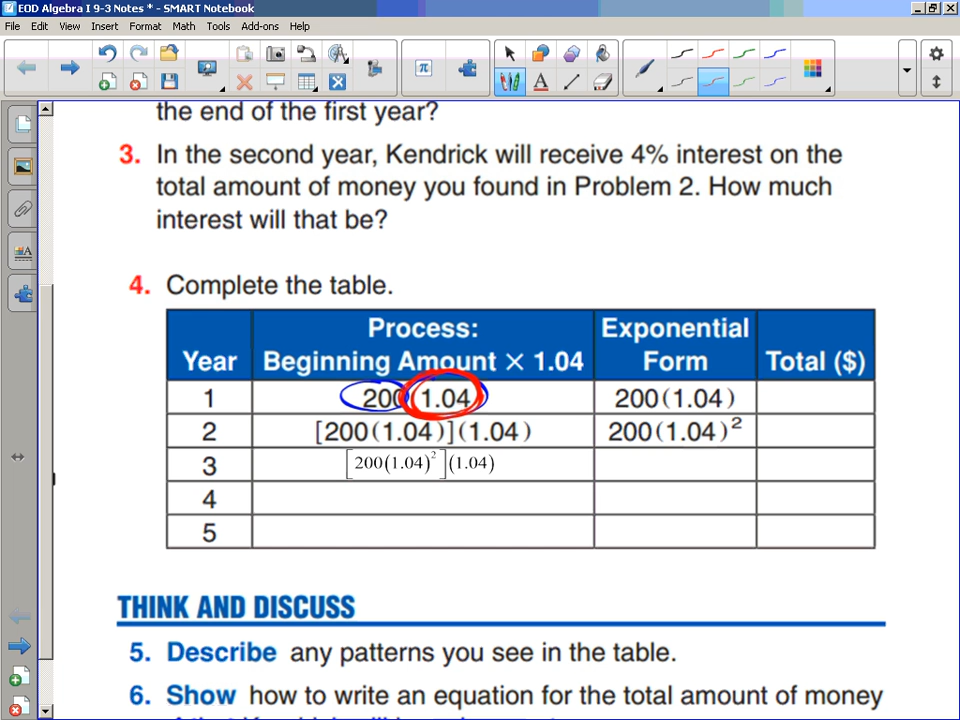 EOD Algebra I 9-3 Notes * - SMART Notebook
File Edit View Insert Format Math Tools Add-ons Help
the end of the first year?
3. In the second year, Kendrick will receive 4% interest on the
total amount of money you found in Problem 2. How much
interest will that be?
4. Complete the table.
Year Process: Beginning Amount × 1.04 Exponential Form Total ($)
1 200(1.04) 200(1.04)
2 [200(1.04)](1.04) 200(1.04)²
3 [200(1.04)²](1.04)
4
5
THINK AND DISCUSS
5. Describe any patterns you see in the table.
6. Show how to write an equation for the total amount of money